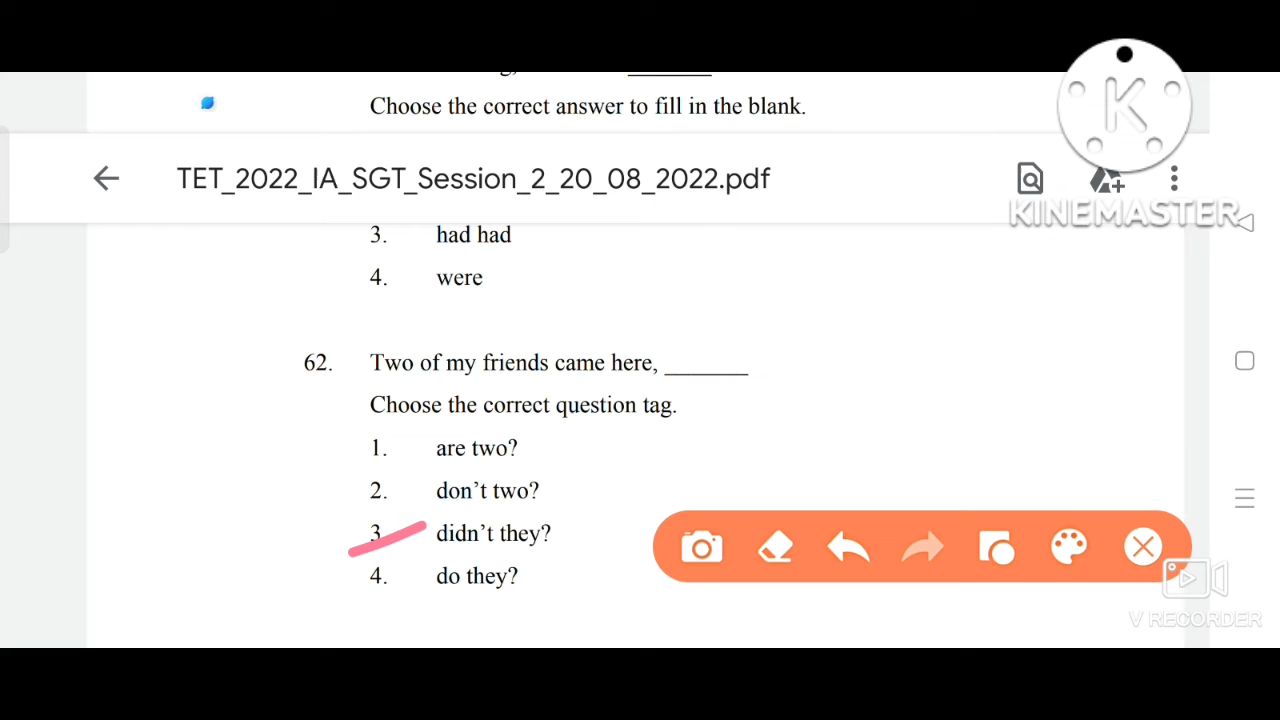 Choose the correct answer to fill in the blank.
TET_2022_IA_SGT_Session_2_20_08_2022.pdf
KINEMASTER
3. had had
4. were
62. Two of my friends came here, _______
Choose the correct question tag.
1. are two?
2. don't two?
3. didn't they?
4. do they?
V RECORDER